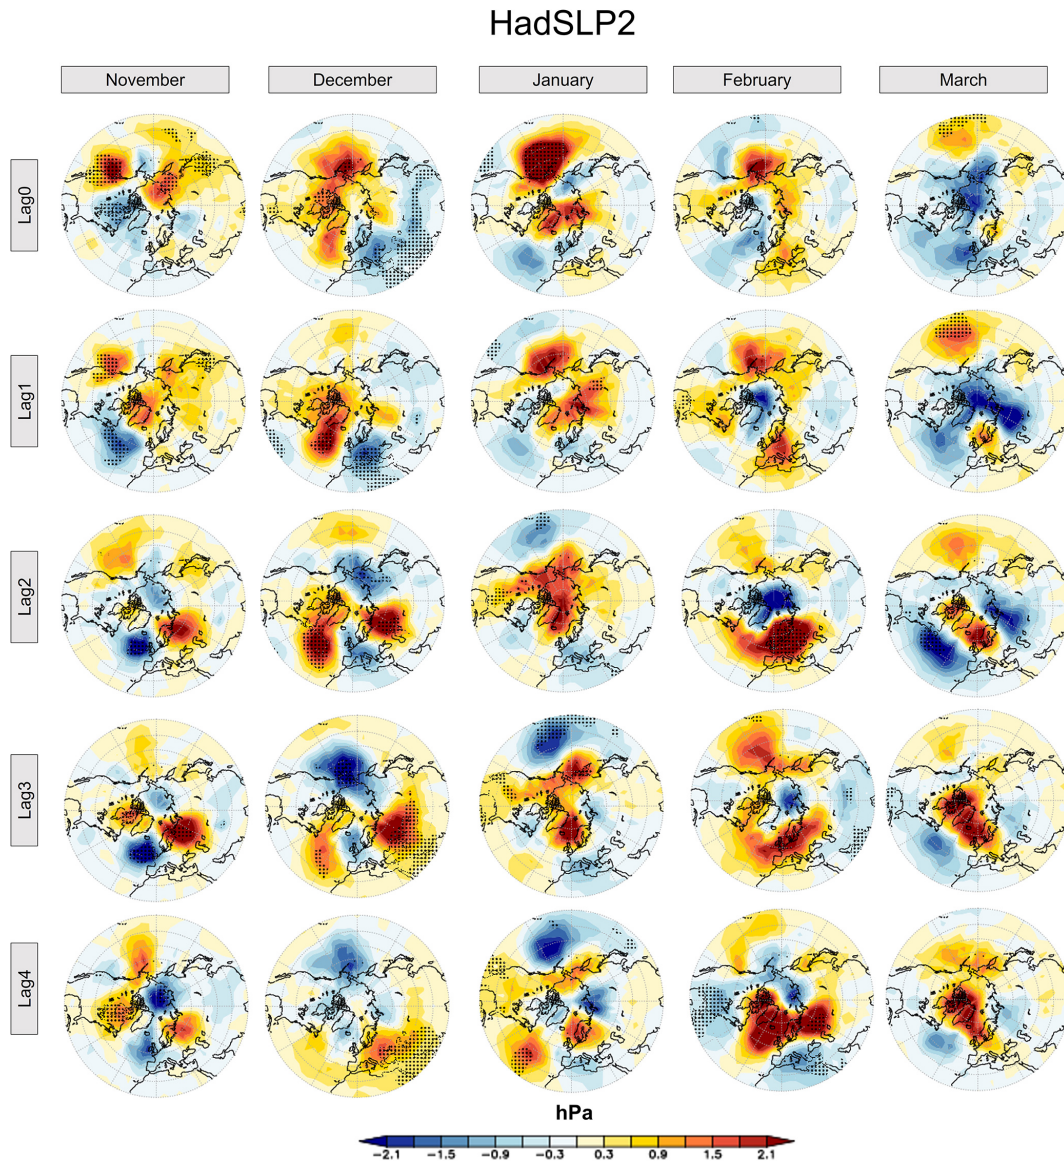 HadSLP2
November December January February March
Lag0
Lag1
Lag2
Lag3
Lag4
hPa
−2.1 −1.5 −0.9 −0.3 0.3 0.9 1.5 2.1